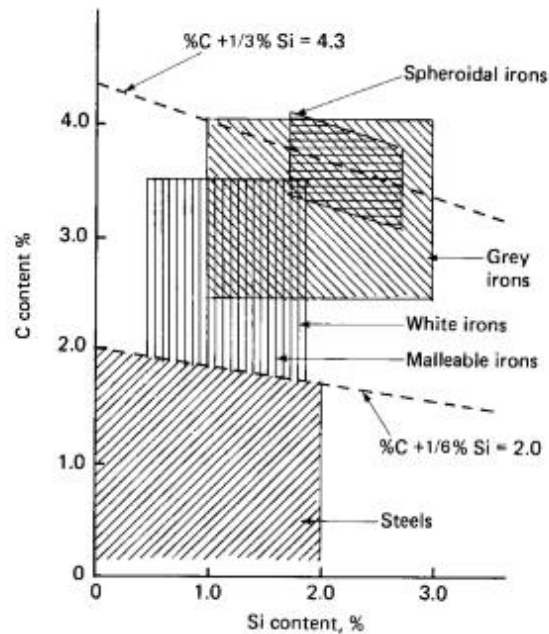 %C +1/3% Si = 4.3
Spheroidal irons
4.0
3.0
Grey
irons
C content %
White irons
2.0
Malleable irons
%C +1/6% Si = 2.0
1.0
Steels
0
0
1.0
2.0
3.0
Si content, %